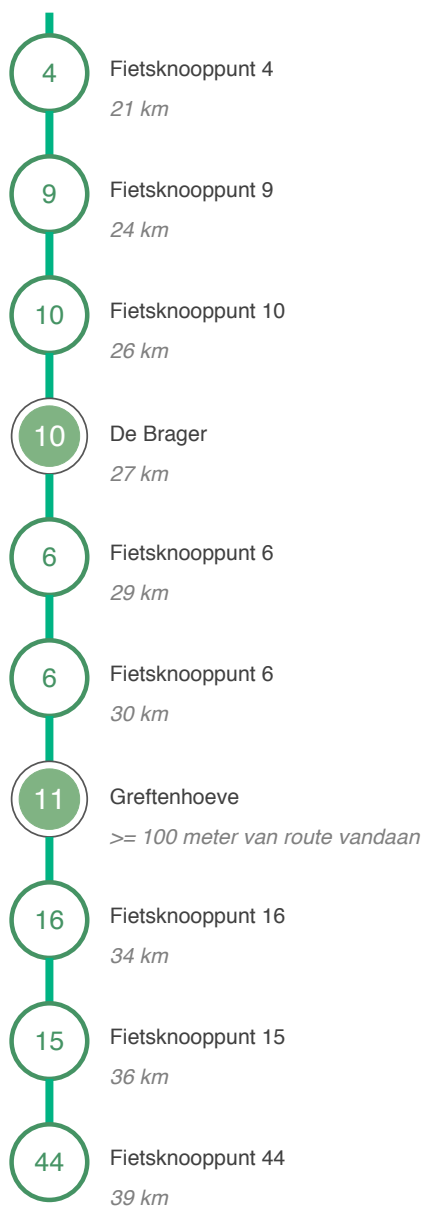 4
Fietsknooppunt 4
21 km
9
Fietsknooppunt 9
24 km
10
Fietsknooppunt 10
26 km
10
De Brager
27 km
6
Fietsknooppunt 6
29 km
6
Fietsknooppunt 6
30 km
11
Greftenhoeve
>= 100 meter van route vandaan
16
Fietsknooppunt 16
34 km
15
Fietsknooppunt 15
36 km
44
Fietsknooppunt 44
39 km